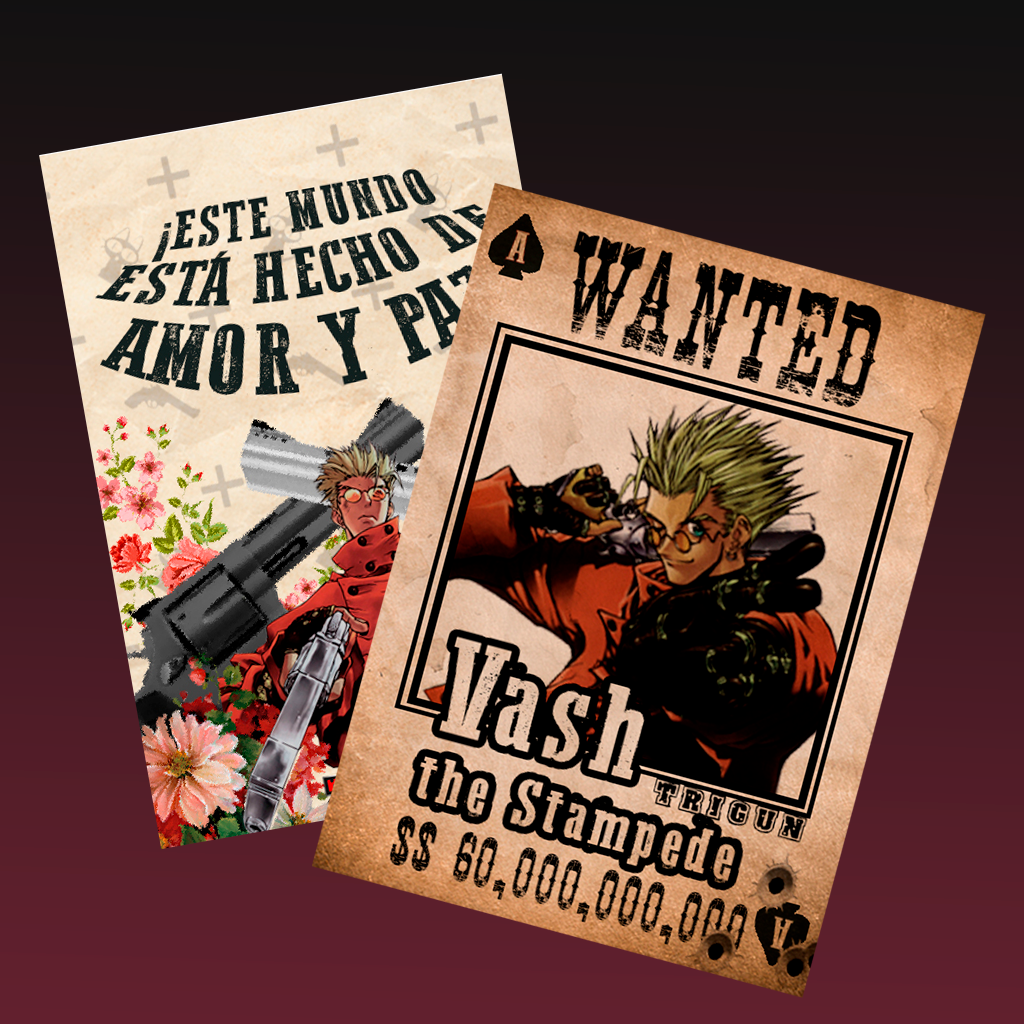 ¡ESTE MUNDO
ESTÁ HECHO DE
AMOR Y PAZ
A
WANTED
Vash
the Stampede
TRIGUN
$$ 60,000,000,000
A